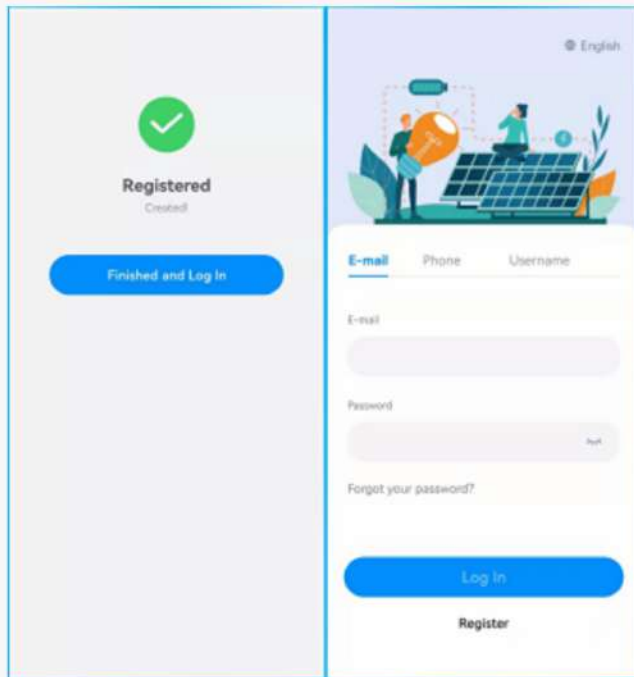 Registered
Created!
Finished and Log In
English
E-mail Phone Username
E-mail
Password
Forgot your password?
Log In
Register